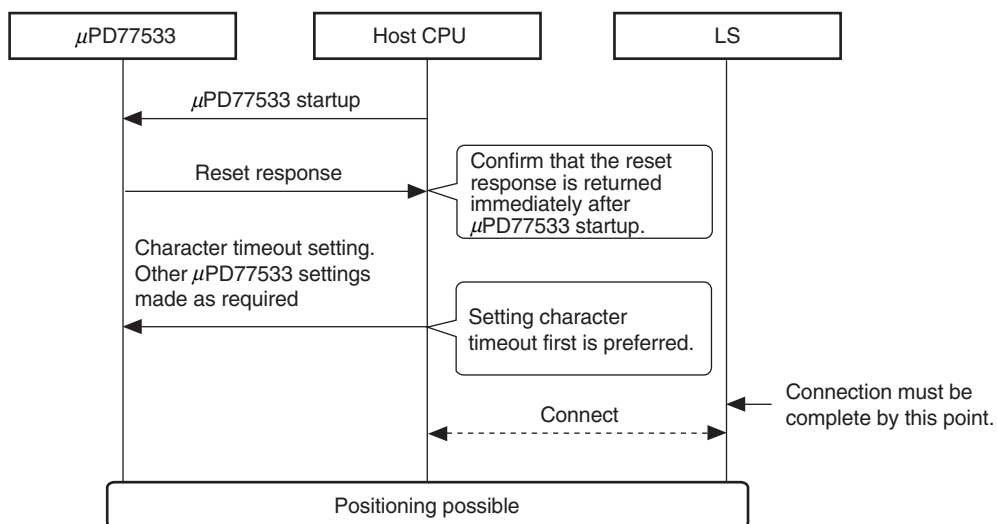 μPD77533
Host CPU
LS
μPD77533 startup
Reset response
Confirm that the reset
response is returned
immediately after
μPD77533 startup.
Character timeout setting.
Other μPD77533 settings
made as required
Setting character
timeout first is preferred.
Connection must be
complete by this point.
Connect
Positioning possible